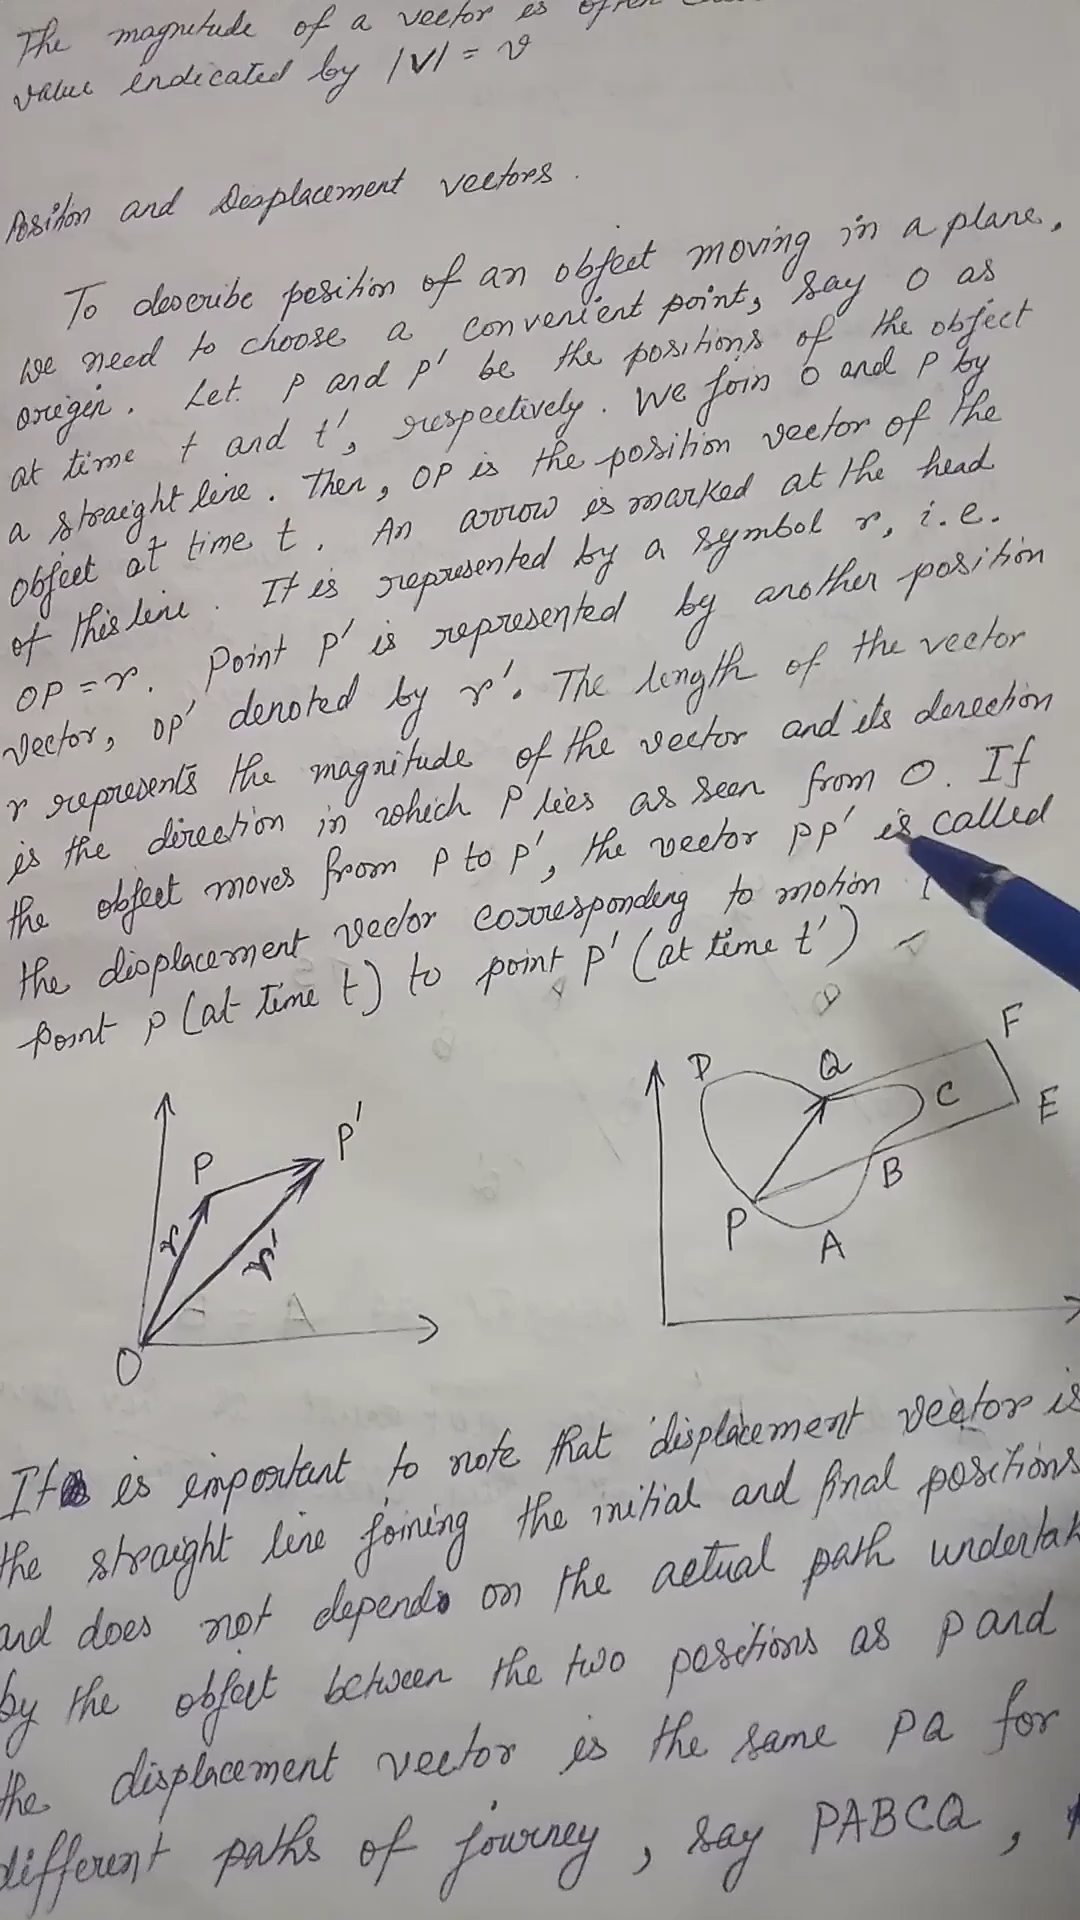 The magnitude of a vector is often
value indicated by |V| = v
Position and Desplacement vectors.
To describe position of an object moving in a plane,
we need to choose a convenient point, say O as
oregin. Let P and P' be the positions of the object
at time t and t', respectively. We join O and P by
a straight line. Then, OP is the position vector of the
object at time t. An arrow is marked at the head
of this line. It is represented by a symbol r, i.e.
OP = r. Point P' is represented by another position
vector, OP' denoted by r'. The length of the vector
r represents the magnitude of the vector and its derection
is the direction in which P lies as seen from O. If
the object moves from P to P', the vector PP' is called
the displacement vector corresponding to motion
point P (at time t) to point P' (at time t')
P
P'
r
r'
O
D
Q
F
C
E
B
P
A
It is important to note that displacement vector is
the straight line joining the initial and final positions
and does not depend on the actual path
by the object between the two positions as P and
the displacement vector is the same PQ for
different paths of journey, say PABCQ,